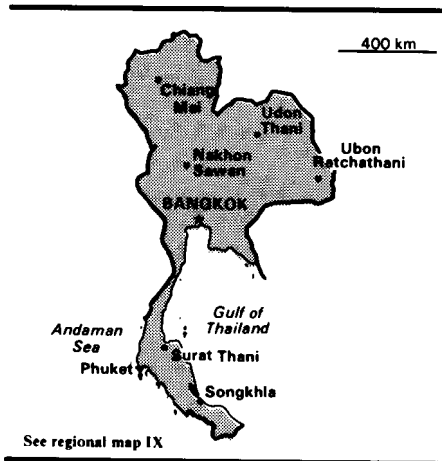 400 km
Chiang
Mai
Udon
Thani
Ubon
Ratchathani
Nakhon
Sawan
BANGKOK
Gulf of
Thailand
Andaman
Sea
Surat Thani
Phuket
Songkhla
See regional map IX